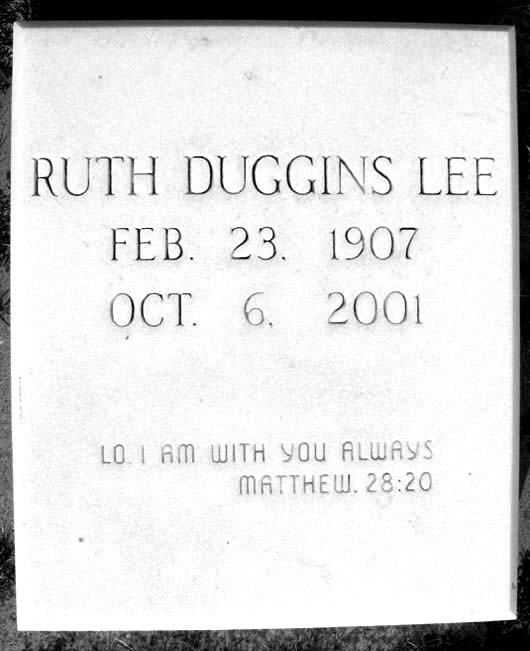 RUTH DUGGINS LEE
FEB. 23. 1907
OCT. 6, 2001
LO. I AM WITH YOU ALWAYS
MATTHEW. 28:20